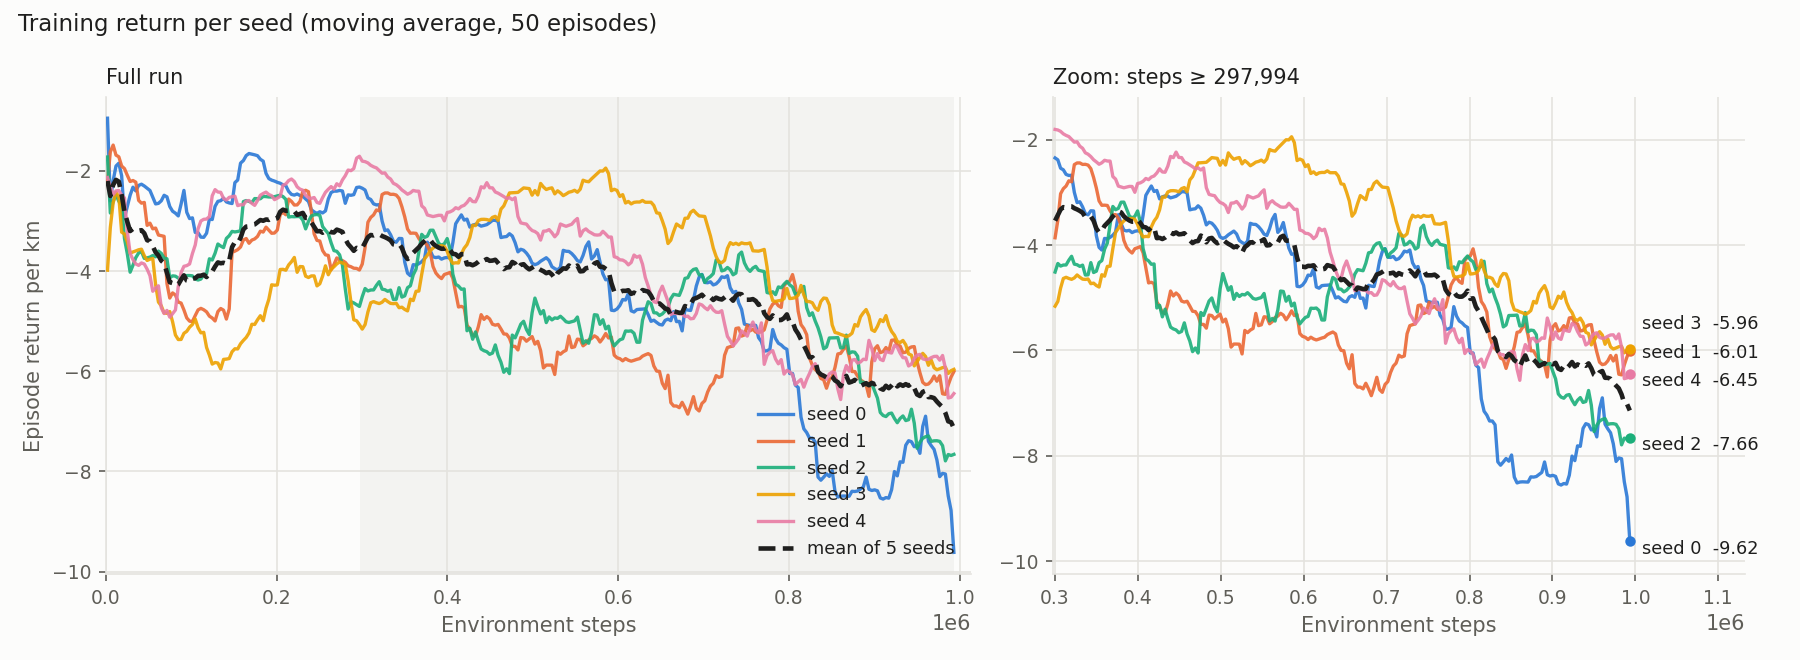 Training return per seed (moving average, 50 episodes)
Full run
Episode return per km
−2
−4
−6
−8
−10
0.0 0.2 0.4 0.6 0.8 1.0
1e6
Environment steps
seed 0
seed 1
seed 2
seed 3
seed 4
mean of 5 seeds
Zoom: steps ≥ 297,994
−2
−4
−6
−8
−10
seed 3 -5.96
seed 1 -6.01
seed 4 -6.45
seed 2 -7.66
seed 0 -9.62
0.3 0.4 0.5 0.6 0.7 0.8 0.9 1.0 1.1
1e6
Environment steps